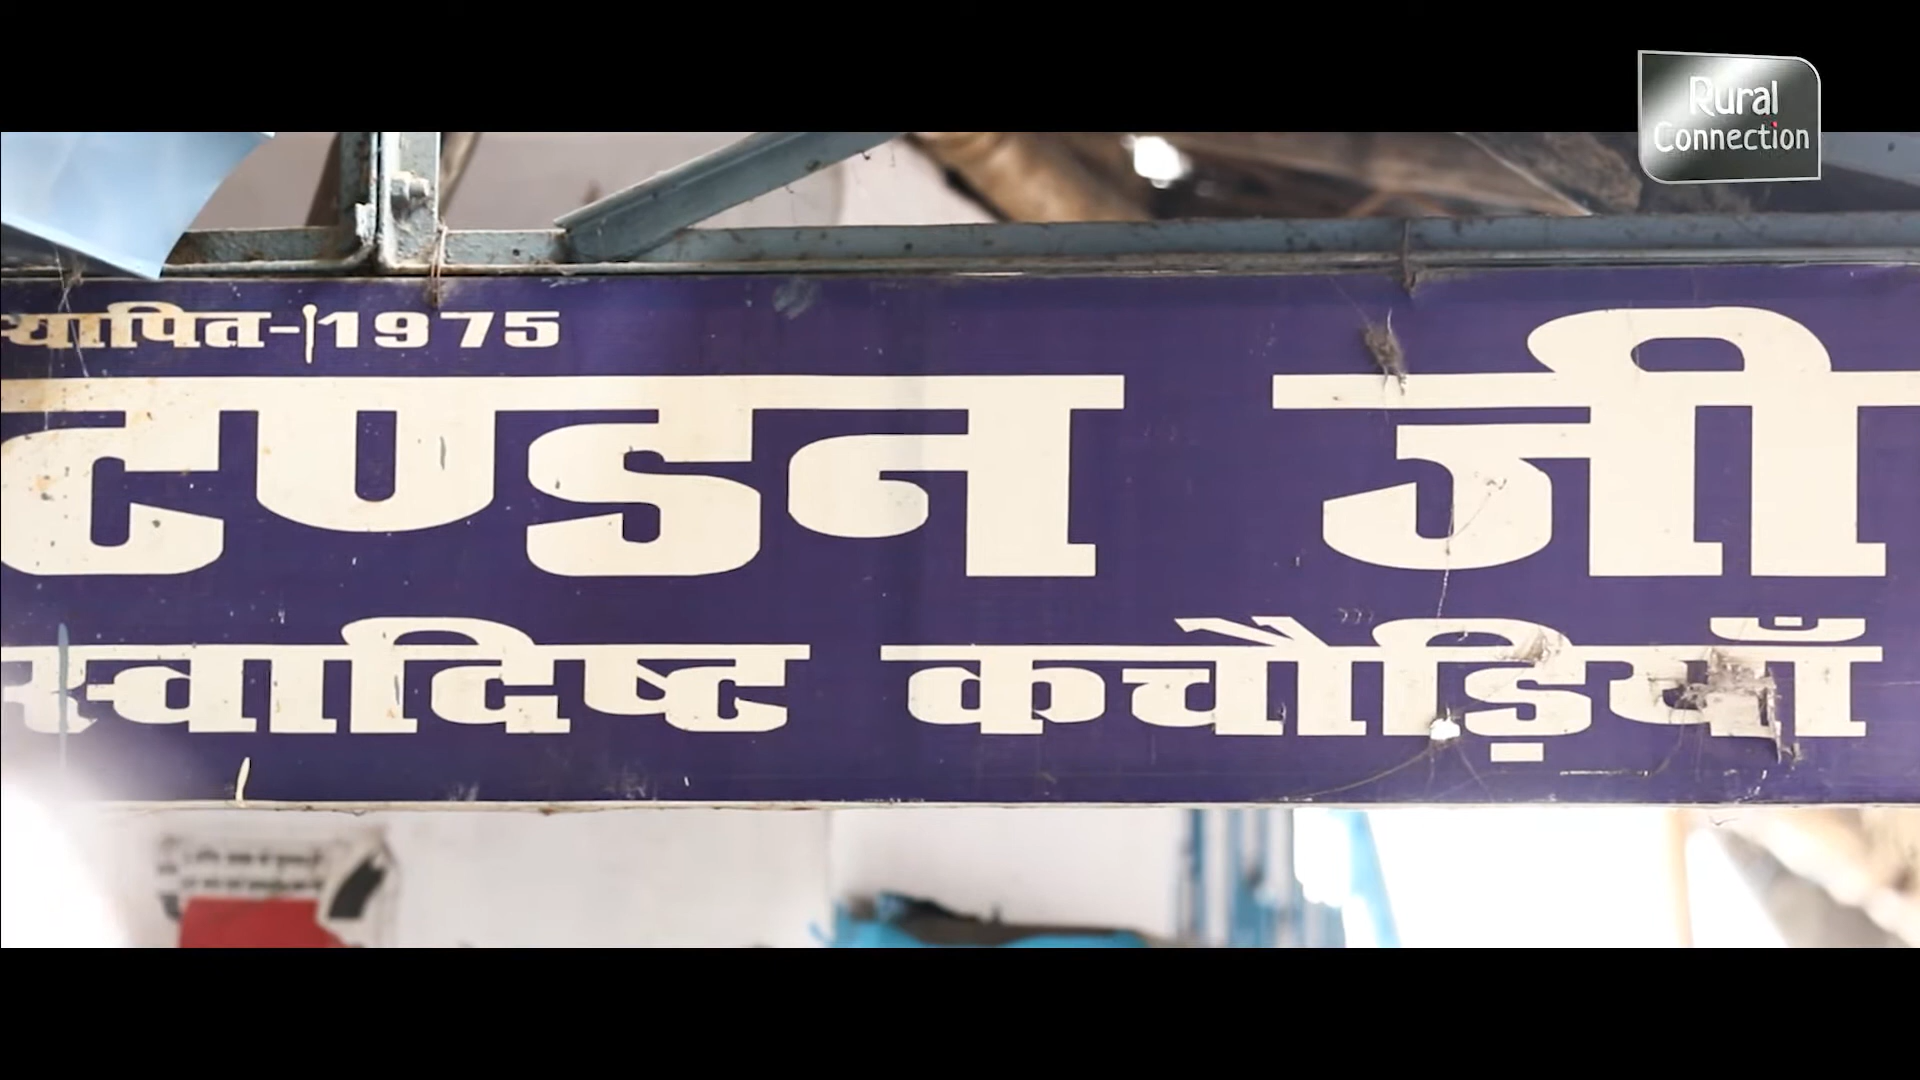 Rural
Connection
स्थापित-1975
टण्डन जी
स्वादिष्ट कचौड़ियाँ